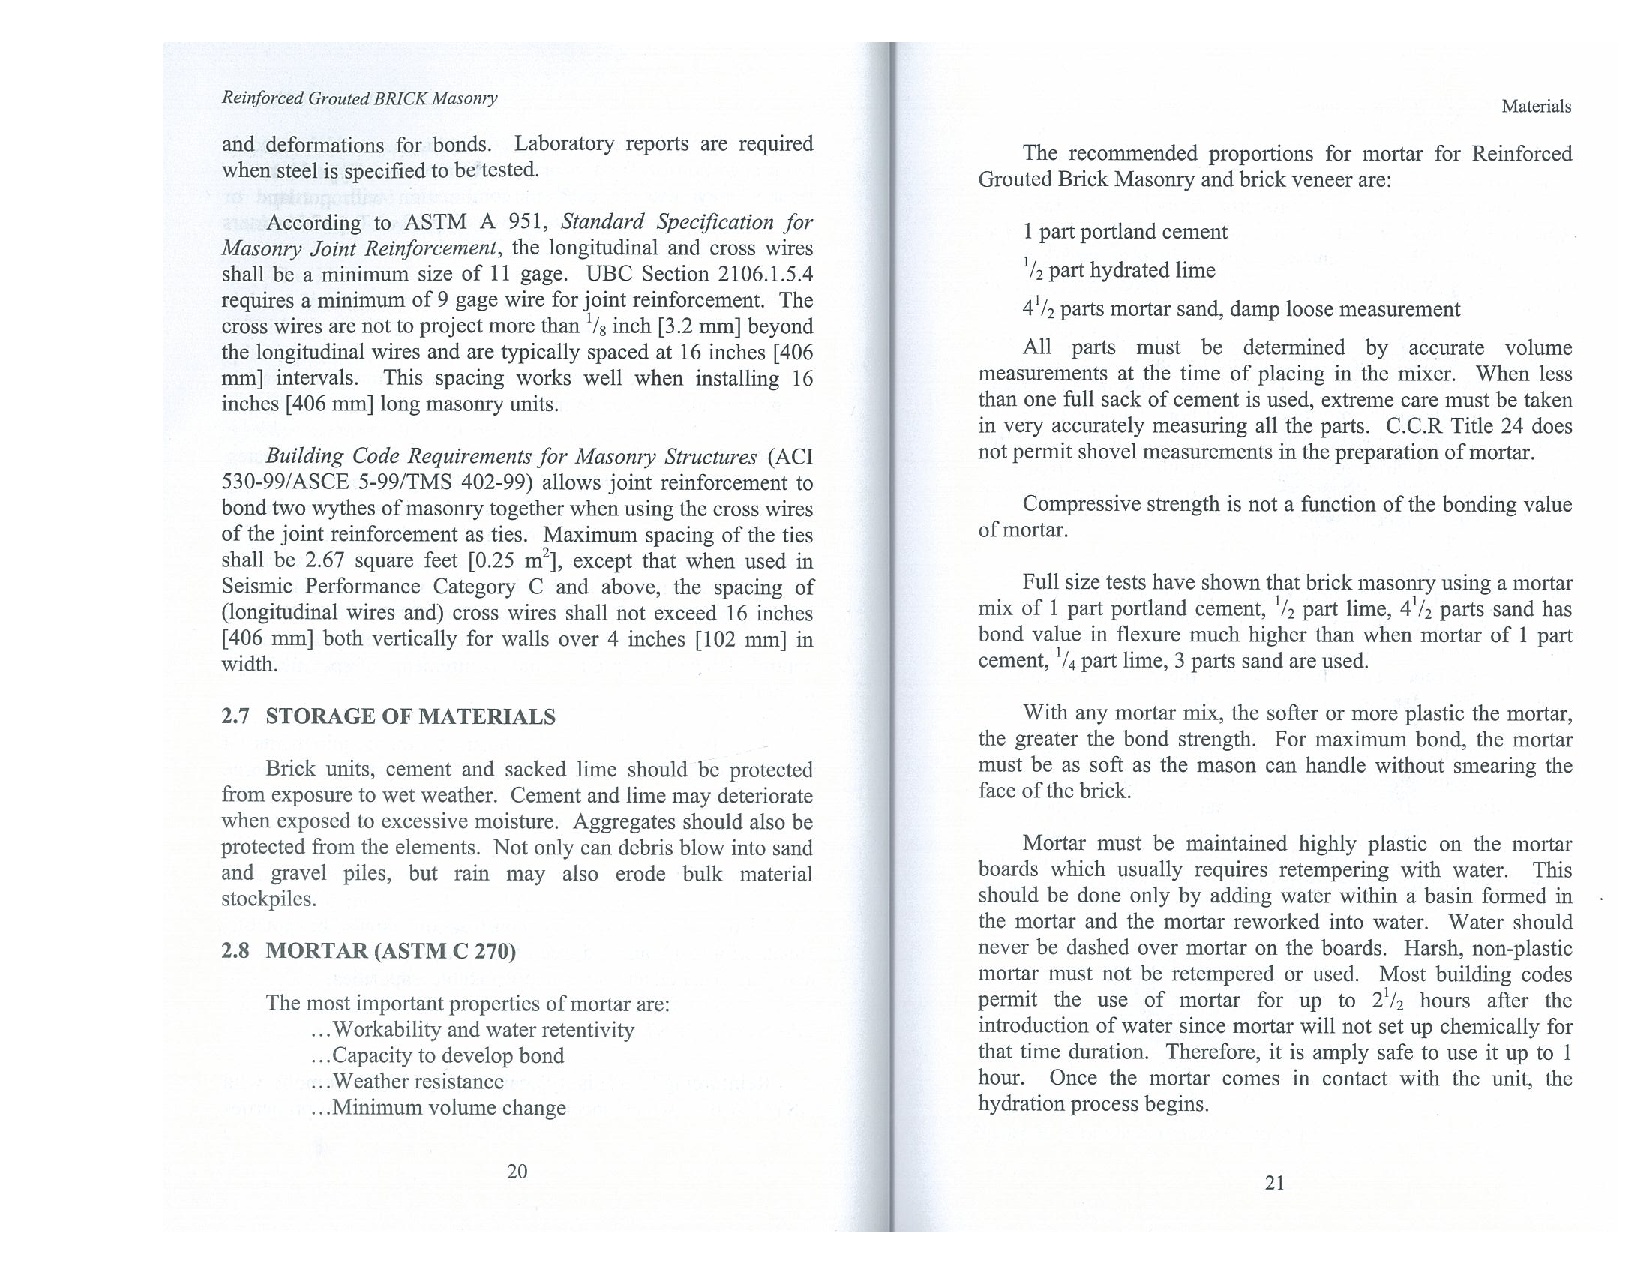 Reinforced Grouted BRICK Masonry
and deformations for bonds. Laboratory reports are required
when steel is specified to be tested.
According to ASTM A 951, Standard Specification for
Masonry Joint Reinforcement, the longitudinal and cross wires
shall be a minimum size of 11 gage. UBC Section 2106.1.5.4
requires a minimum of 9 gage wire for joint reinforcement. The
cross wires are not to project more than 1/8 inch [3.2 mm] beyond
the longitudinal wires and are typically spaced at 16 inches [406
mm] intervals. This spacing works well when installing 16
inches [406 mm] long masonry units.
Building Code Requirements for Masonry Structures (ACI
530-99/ASCE 5-99/TMS 402-99) allows joint reinforcement to
bond two wythes of masonry together when using the cross wires
of the joint reinforcement as ties. Maximum spacing of the ties
shall be 2.67 square feet [0.25 m²], except that when used in
Seismic Performance Category C and above, the spacing of
(longitudinal wires and) cross wires shall not exceed 16 inches
[406 mm] both vertically for walls over 4 inches [102 mm] in
width.
2.7 STORAGE OF MATERIALS
Brick units, cement and sacked lime should be protected
from exposure to wet weather. Cement and lime may deteriorate
when exposed to excessive moisture. Aggregates should also be
protected from the elements. Not only can debris blow into sand
and gravel piles, but rain may also erode bulk material
stockpiles.
2.8 MORTAR (ASTM C 270)
The most important properties of mortar are:
…Workability and water retentivity
…Capacity to develop bond
…Weather resistance
…Minimum volume change
20
Materials
The recommended proportions for mortar for Reinforced
Grouted Brick Masonry and brick veneer are:
1 part portland cement
1/2 part hydrated lime
4 1/2 parts mortar sand, damp loose measurement
All parts must be determined by accurate volume
measurements at the time of placing in the mixer. When less
than one full sack of cement is used, extreme care must be taken
in very accurately measuring all the parts. C.C.R Title 24 does
not permit shovel measurements in the preparation of mortar.
Compressive strength is not a function of the bonding value
of mortar.
Full size tests have shown that brick masonry using a mortar
mix of 1 part portland cement, 1/2 part lime, 4 1/2 parts sand has
bond value in flexure much higher than when mortar of 1 part
cement, 1/4 part lime, 3 parts sand are used.
With any mortar mix, the softer or more plastic the mortar,
the greater the bond strength. For maximum bond, the mortar
must be as soft as the mason can handle without smearing the
face of the brick.
Mortar must be maintained highly plastic on the mortar
boards which usually requires retempering with water. This
should be done only by adding water within a basin formed in
the mortar and the mortar reworked into water. Water should
never be dashed over mortar on the boards. Harsh, non-plastic
mortar must not be retempered or used. Most building codes
permit the use of mortar for up to 2 1/2 hours after the
introduction of water since mortar will not set up chemically for
that time duration. Therefore, it is amply safe to use it up to 1
hour. Once the mortar comes in contact with the unit, the
hydration process begins.
21